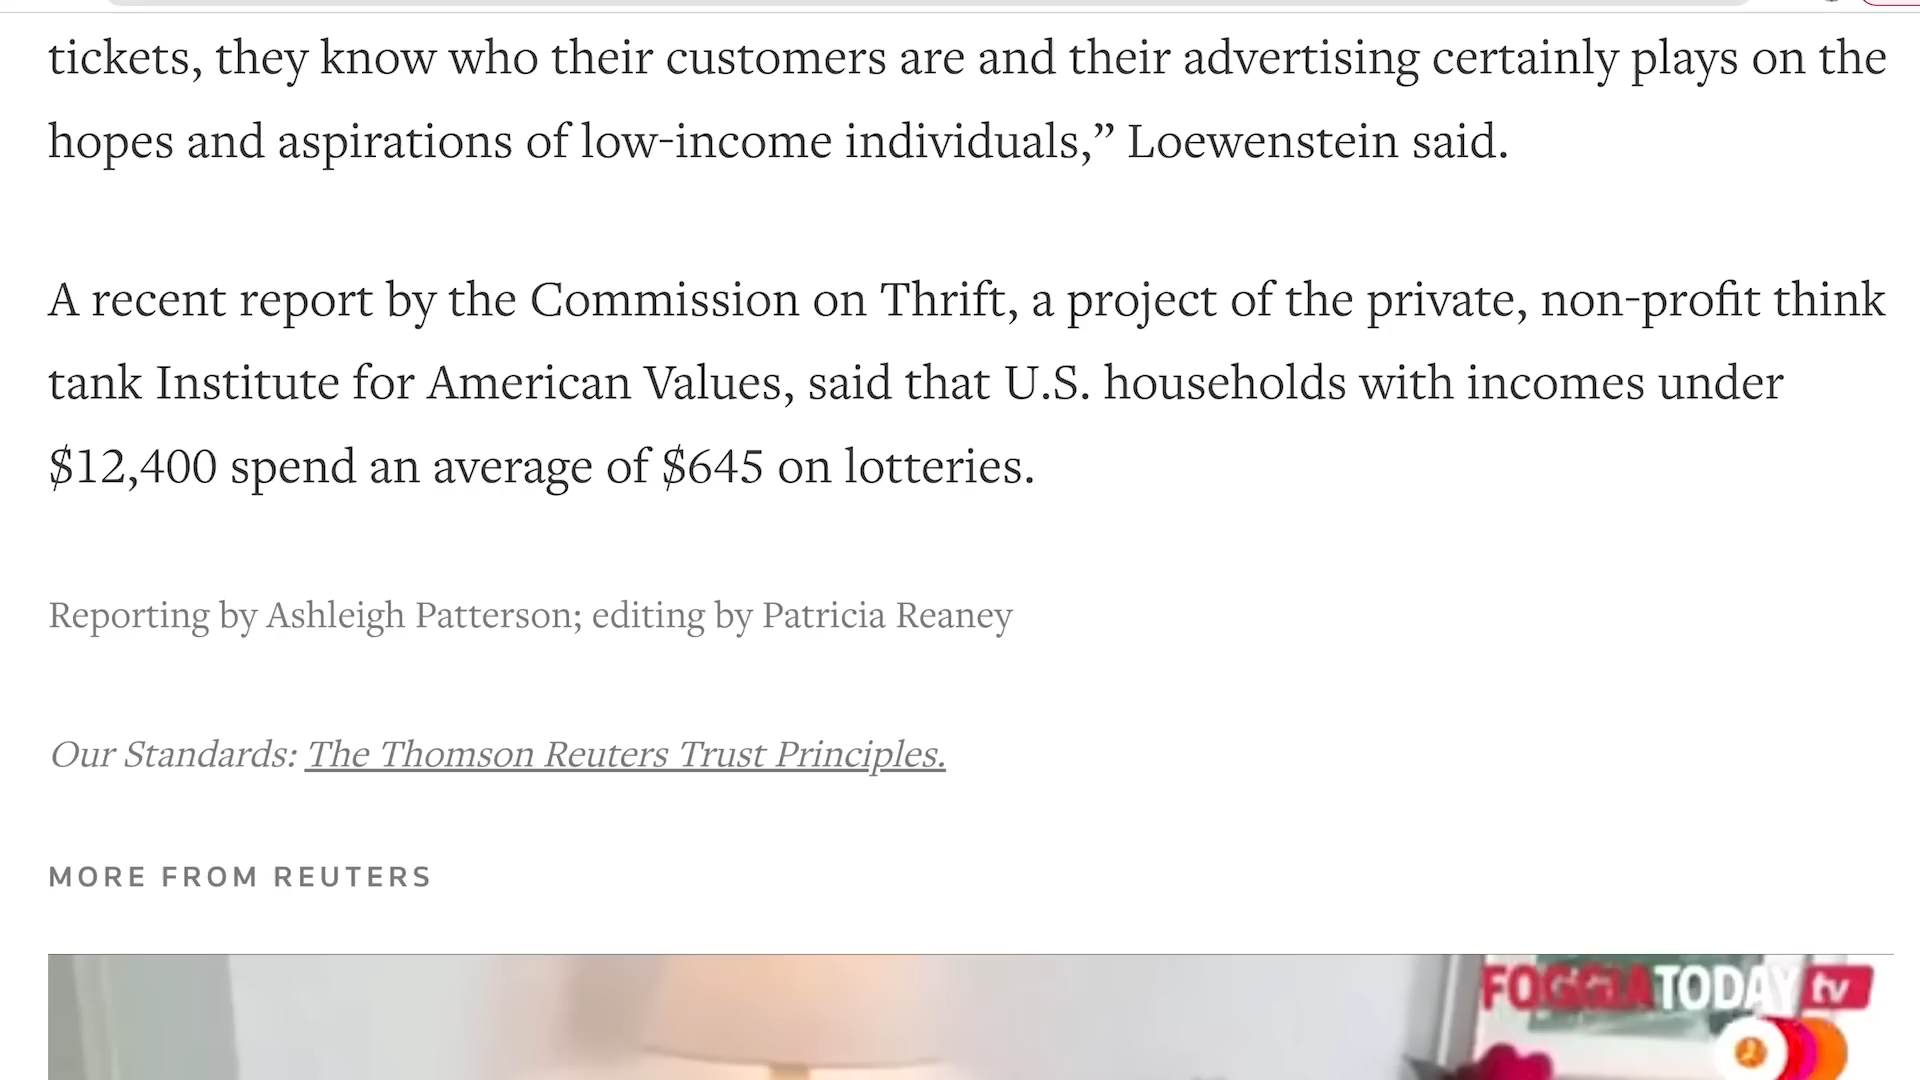 tickets, they know who their customers are and their advertising certainly plays on the
hopes and aspirations of low-income individuals,” Loewenstein said.
A recent report by the Commission on Thrift, a project of the private, non-profit think
tank Institute for American Values, said that U.S. households with incomes under
$12,400 spend an average of $645 on lotteries.
Reporting by Ashleigh Patterson; editing by Patricia Reaney
Our Standards: The Thomson Reuters Trust Principles.
MORE FROM REUTERS
FOGGIATODAY tv